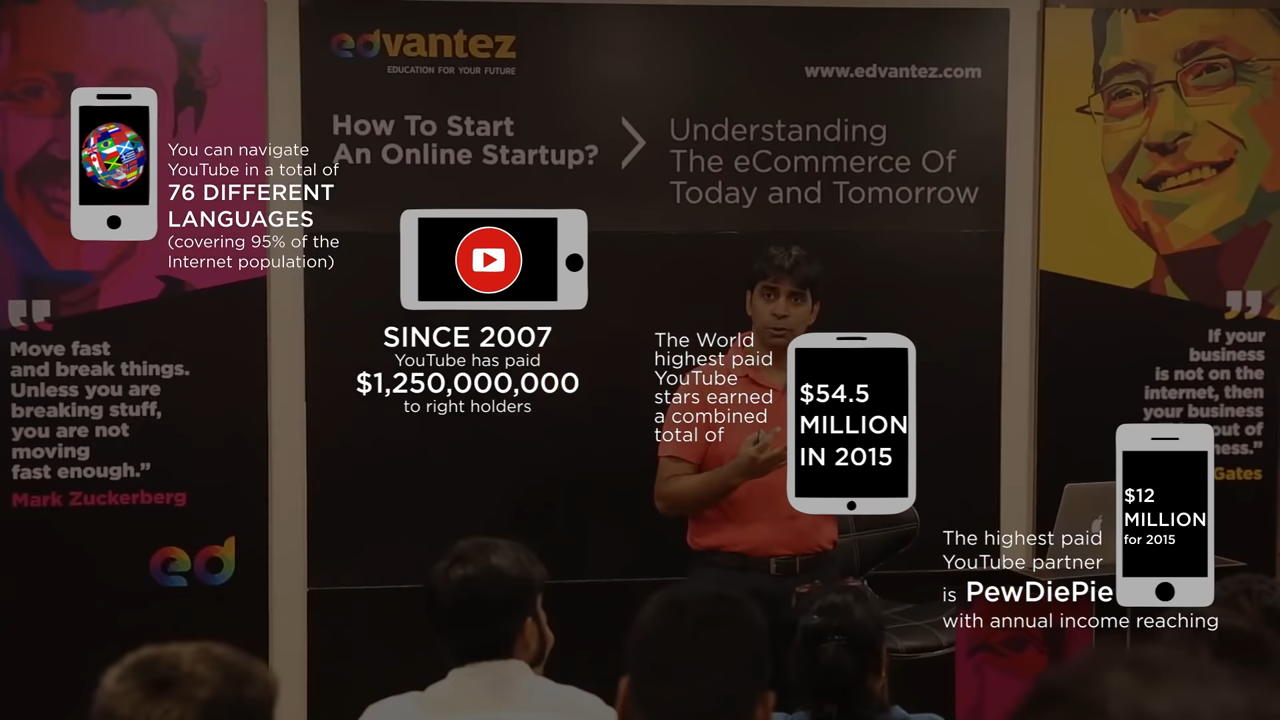 edvantez
EDUCATION FOR YOUR FUTURE
www.edvantez.com
How To Start
An Online Startup?
Understanding
The eCommerce Of
Today and Tomorrow
You can navigate
YouTube in a total of
76 DIFFERENT
LANGUAGES
(covering 95% of the
Internet population)
SINCE 2007
YouTube has paid
$1,250,000,000
to right holders
The World
highest paid
YouTube
stars earned
a combined
total of
$54.5
MILLION
IN 2015
The highest paid
YouTube partner
is PewDiePie
with annual income reaching
$12
MILLION
for 2015
Move fast
and break things.
Unless you are
breaking stuff,
you are not
moving
fast enough.”
Mark Zuckerberg
ed
If your
business
is not on the
internet, then
your business
out of
Gates